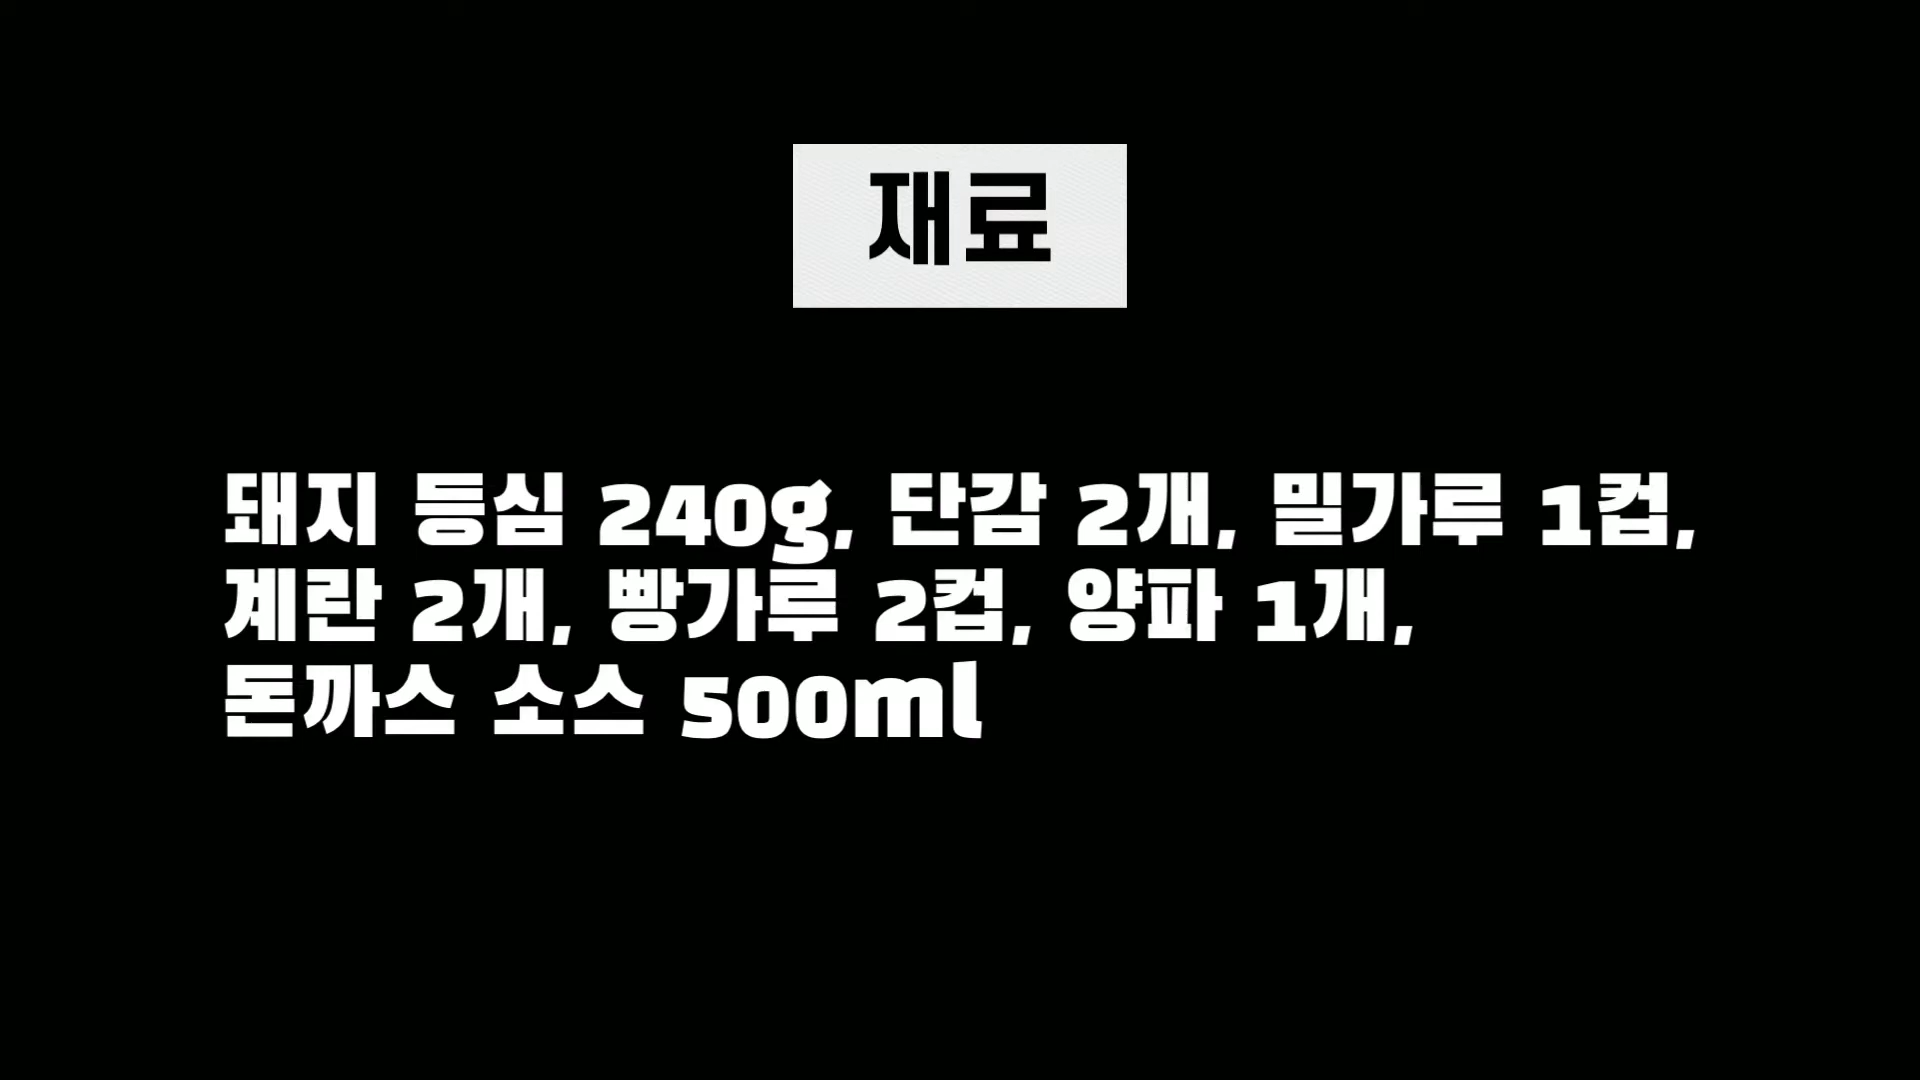 재료
돼지 등심 240g, 단감 2개, 밀가루 1컵,
계란 2개, 빵가루 2컵, 양파 1개,
돈까스 소스 500ml